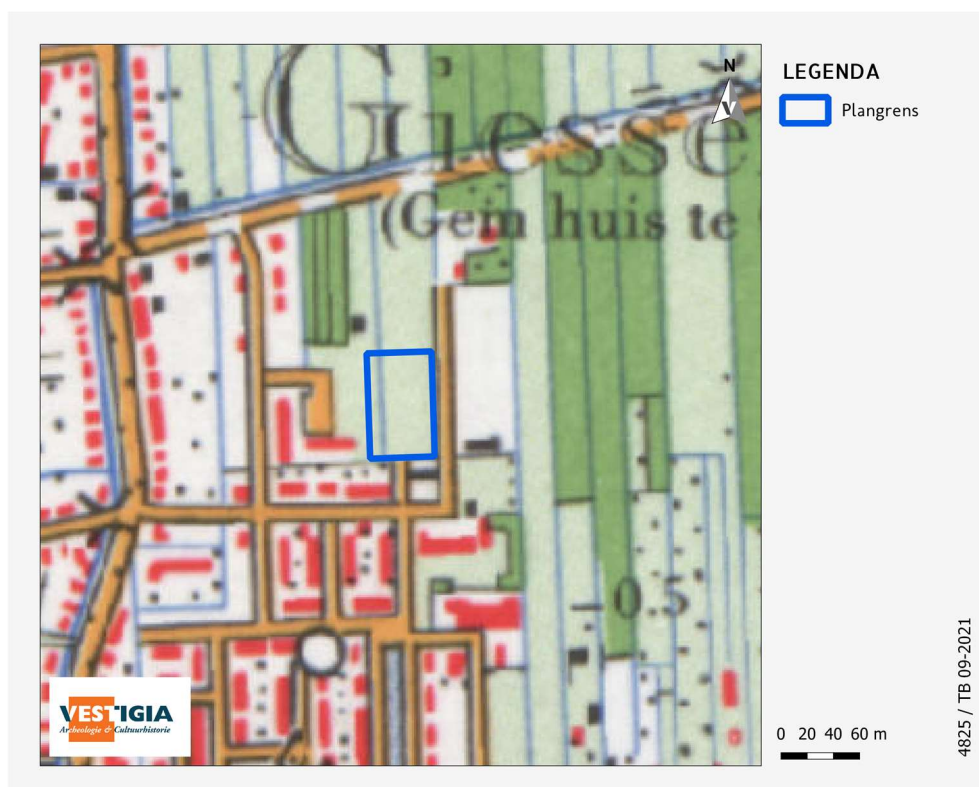 Giesse
(Gem huis te
N
LEGENDA
Plangrens
- 0.5
VESTIGIA
Archeologie & Cultuurhistorie
0 20 40 60 m
4825 / TB 09-2021